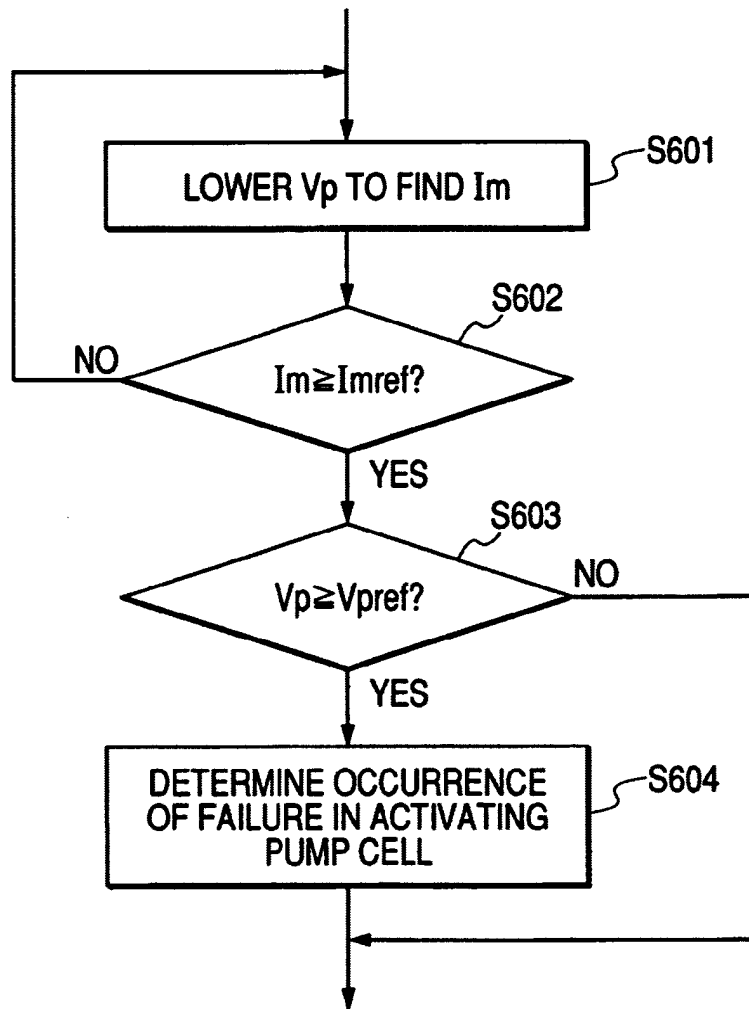 S601
LOWER Vp TO FIND Im
S602
NO
Im≧Imref?
YES
S603
NO
Vp≧Vpref?
YES
S604
DETERMINE OCCURRENCE
OF FAILURE IN ACTIVATING
PUMP CELL